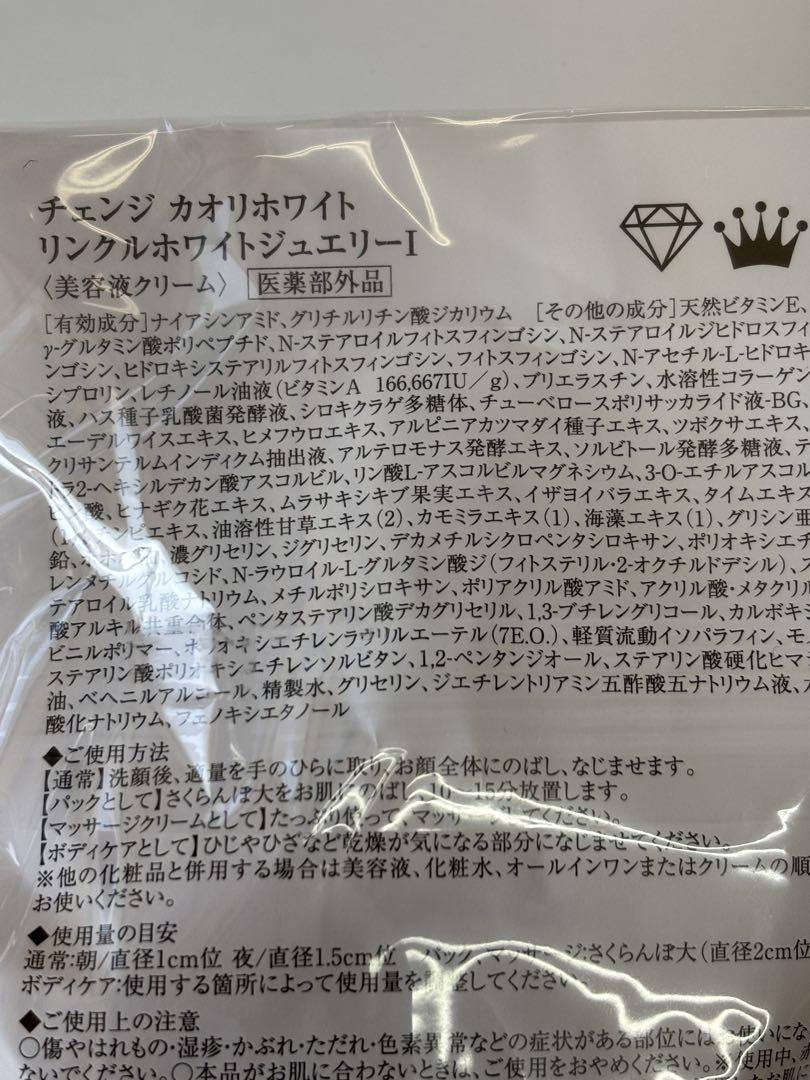 チェンジ カオリホワイト
リンクルホワイトジュエリーI
〈美容液クリーム〉 医薬部外品
[有効成分]ナイアシンアミド、グリチルリチン酸ジカリウム [その他の成分]天然ビタミンE、
γ-グルタミン酸ポリペプチド、N-ステアロイルフィトスフィンゴシン、N-ステアロイルジヒドロスフィ
ンゴシン、ヒドロキシステアリルフィトスフィンゴシン、フィトスフィンゴシン、N-アセチル-L-ヒドロキ
シプロリン、レチノール油液(ビタミンA 166,667IU/g)、ブリエラスチン、水溶性コラーゲン
液、ハス種子乳酸菌発酵液、シロキクラゲ多糖体、チューベロースポリサッカライド液-BG、
エーデルワイスエキス、ヒメフウロエキス、アルピニアカツマダイ種子エキス、ツボクサエキス、
クリサンテルムインディクム抽出液、アルテロモナス発酵エキス、ソルビトール発酵多糖液、テ
トラ2-ヘキシルデカン酸アスコルビル、リン酸L-アスコルビルマグネシウム、3-O-エチルアスコル
ビン酸、ヒナギク花エキス、ムラサキシキブ果実エキス、イザヨイバラエキス、タイムエキス
(1)、チンピエキス、油溶性甘草エキス(2)、カモミラエキス(1)、海藻エキス(1)、グリシン亜
鉛、濃グリセリン、ジグリセリン、デカメチルシクロペンタシロキサン、ポリオキシエチ
レンメチルグルコシド、N-ラウロイル-L-グルタミン酸ジ(フィトステリル・2-オクチルドデシル)、ス
テアロイル乳酸ナトリウム、メチルポリシロキサン、ポリアクリル酸アミド、アクリル酸・メタクリル
酸アルキル共重合体、ペンタステアリン酸デカグリセリル、1,3-ブチレングリコール、カルボキシ
ビニルポリマー、ポリオキシエチレンラウリルエーテル(7E.O.)、軽質流動イソパラフィン、モノ
ステアリン酸ポリオキシエチレンソルビタン、1,2-ペンタンジオール、ステアリン酸硬化ヒマシ
油、ベヘニルアルコール、精製水、グリセリン、ジエチレントリアミン五酢酸五ナトリウム液、水
酸化ナトリウム、フェノキシエタノール
◆ご使用方法
【通常】洗顔後、適量を手のひらに取り、お顔全体にのばし、なじませます。
【パックとして】さくらんぼ大をお肌にのばし、10~15分放置します。
【マッサージクリームとして】たっぷり使って、マッサージしてください。
【ボディケアとして】ひじやひざなど乾燥が気になる部分になじませてください。
※他の化粧品と併用する場合は美容液、化粧水、オールインワンまたはクリームの順
お使いください。
◆使用量の目安
通常:朝/直径1cm位 夜/直径1.5cm位 パック、マッサージ:さくらんぼ大(直径2cm位
ボディケア:使用する箇所によって使用量を調整してください。
◆ご使用上の注意
○傷やはれもの・湿疹・かぶれ・ただれ・色素異常などの症状がある部位にはお使いにな
ないでください。○本品がお肌に合わないときは、ご使用をおやめください。※使用中、赤